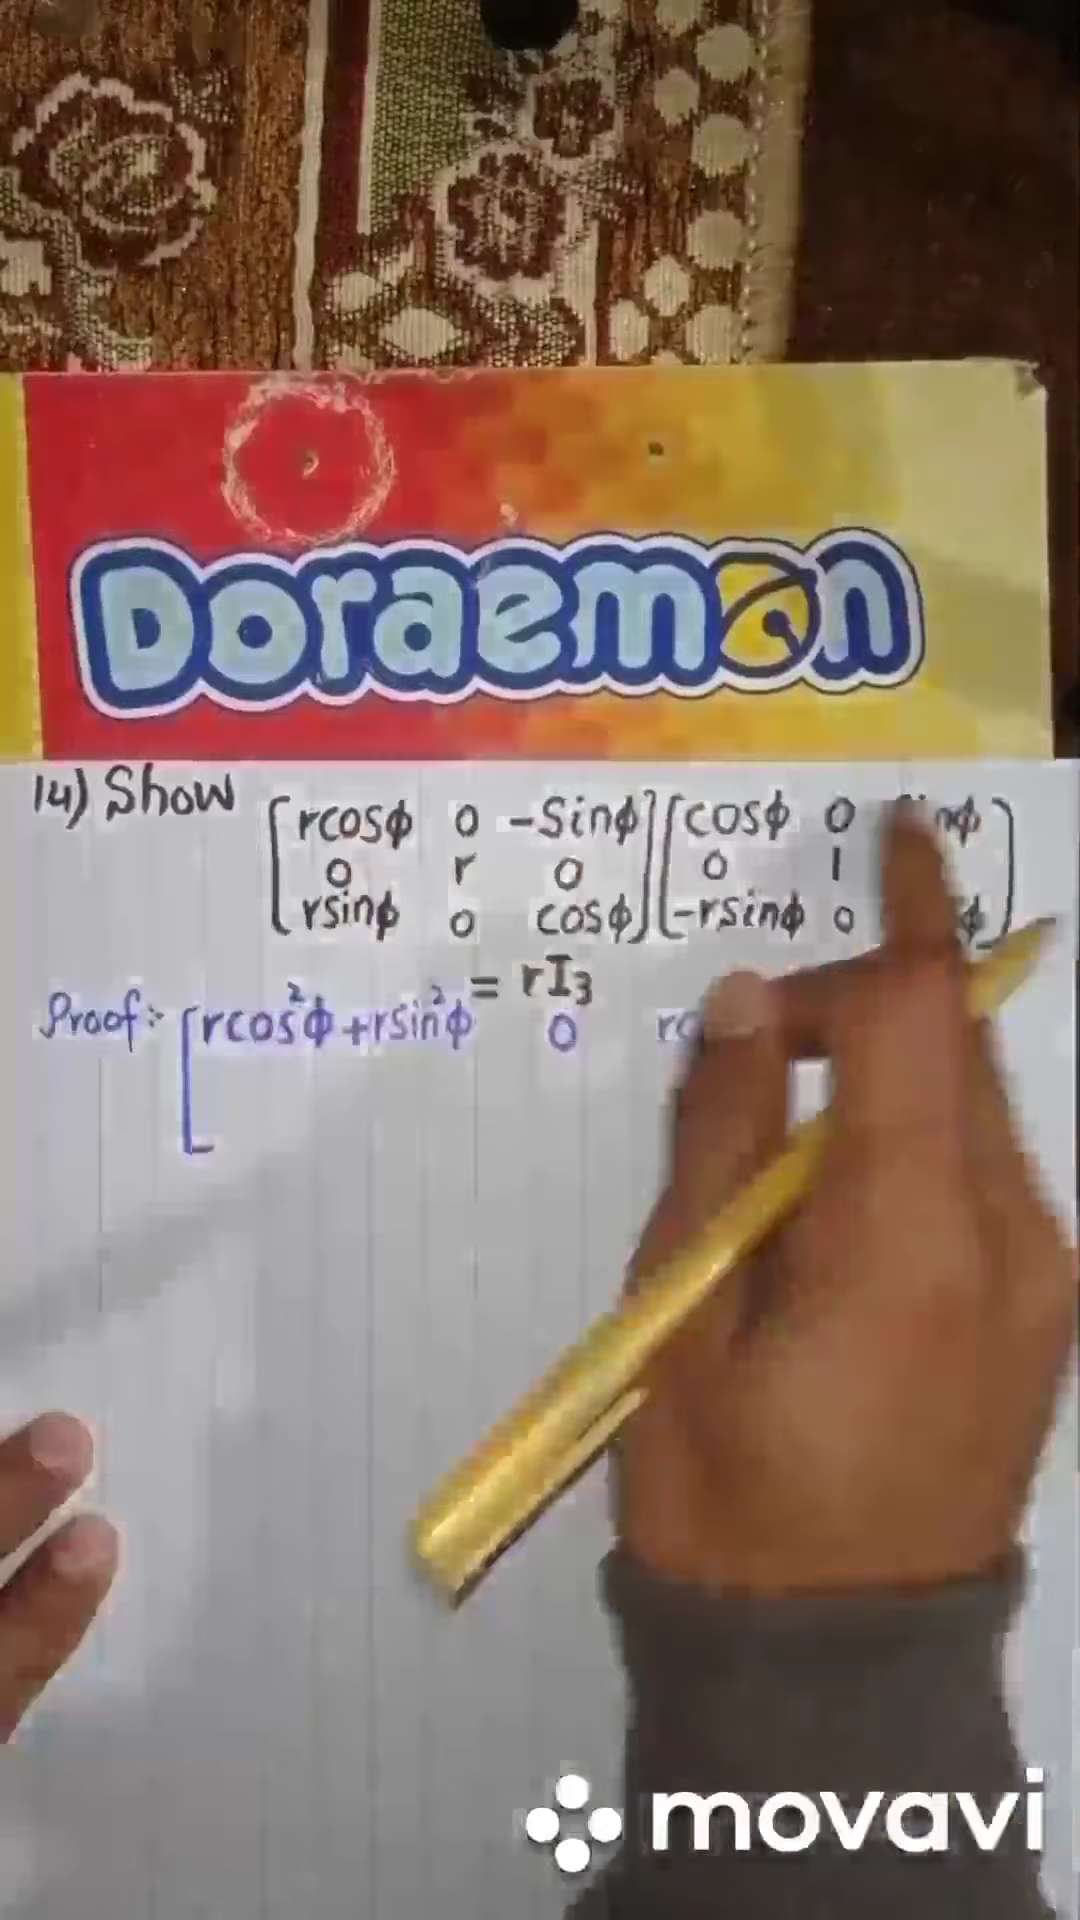 Doraemon
14) Show
[rcosϕ 0 -Sinϕ] [cosϕ 0
0 r 0 0 1
rsinϕ 0 cosϕ] [-rsinϕ 0
= rI₃
Proof:- [rcos²ϕ+rsin²ϕ 0
movavi